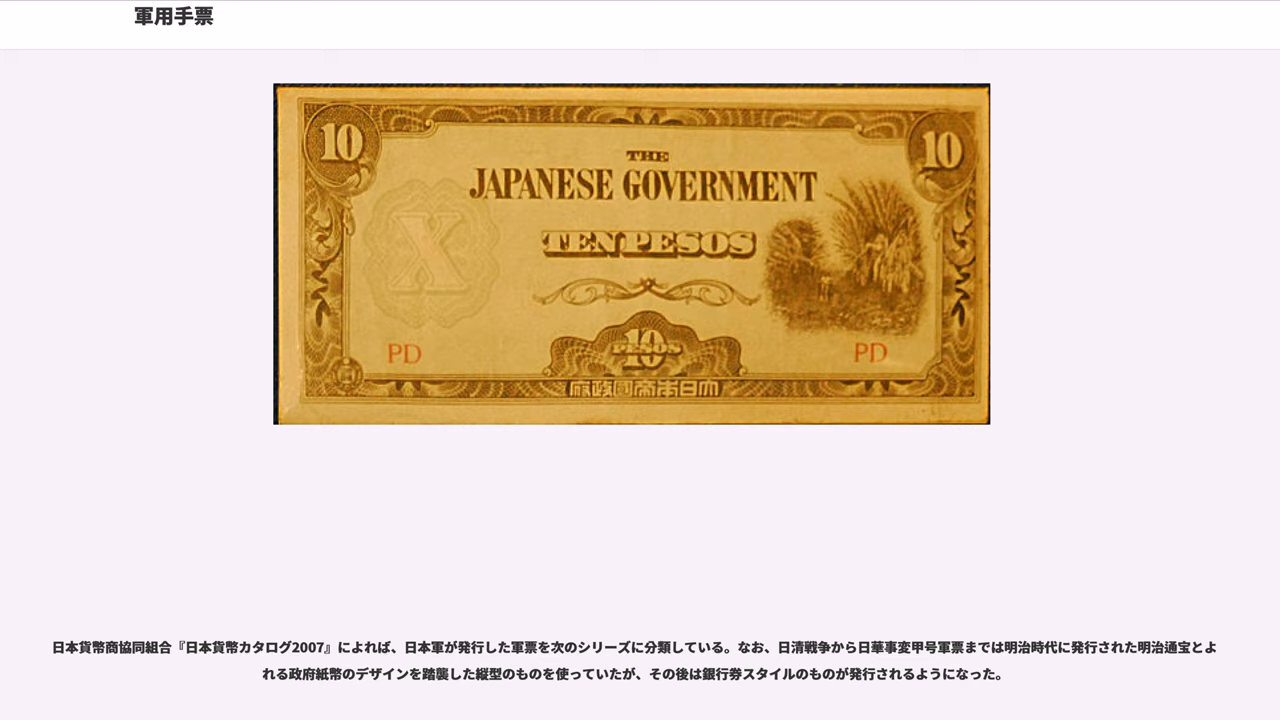 軍用手票
10
10
THE
JAPANESE GOVERNMENT
TEN PESOS
X
PD
PD
10
PESOS
府政國帝本日大
日本貨幣商協同組合『日本貨幣カタログ2007』によれば、日本軍が発行した軍票を次のシリーズに分類している。なお、日清戦争から日華事変甲号軍票までは明治時代に発行された明治通宝とよ
れる政府紙幣のデザインを踏襲した縦型のものを使っていたが、その後は銀行券スタイルのものが発行されるようになった。